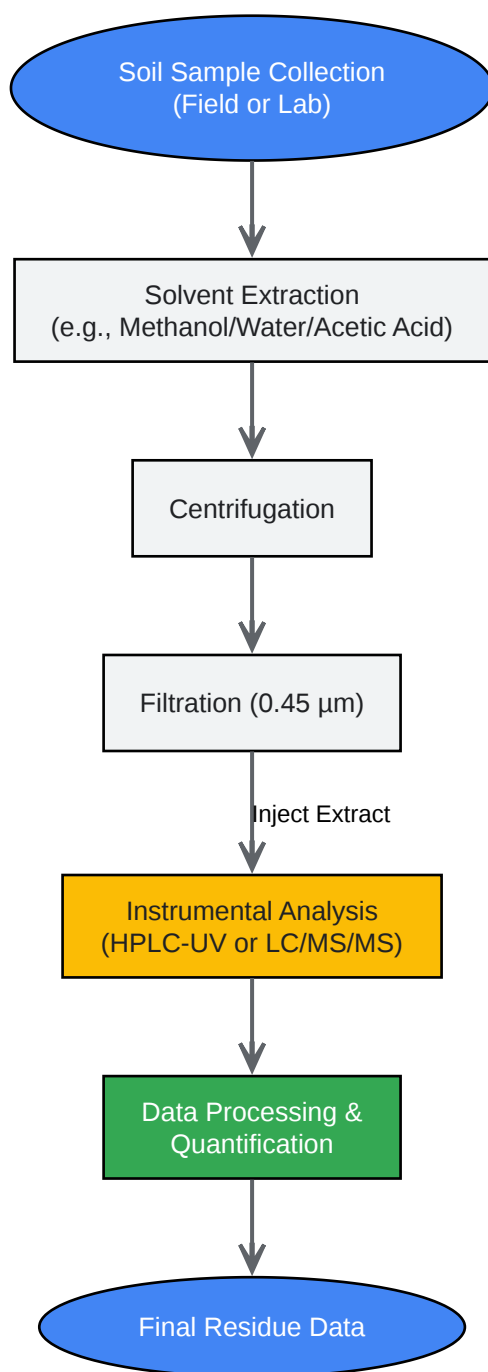 Soil Sample Collection
(Field or Lab)
Solvent Extraction
(e.g., Methanol/Water/Acetic Acid)
Centrifugation
Filtration (0.45 µm)
Inject Extract
Instrumental Analysis
(HPLC-UV or LC/MS/MS)
Data Processing &
Quantification
Final Residue Data